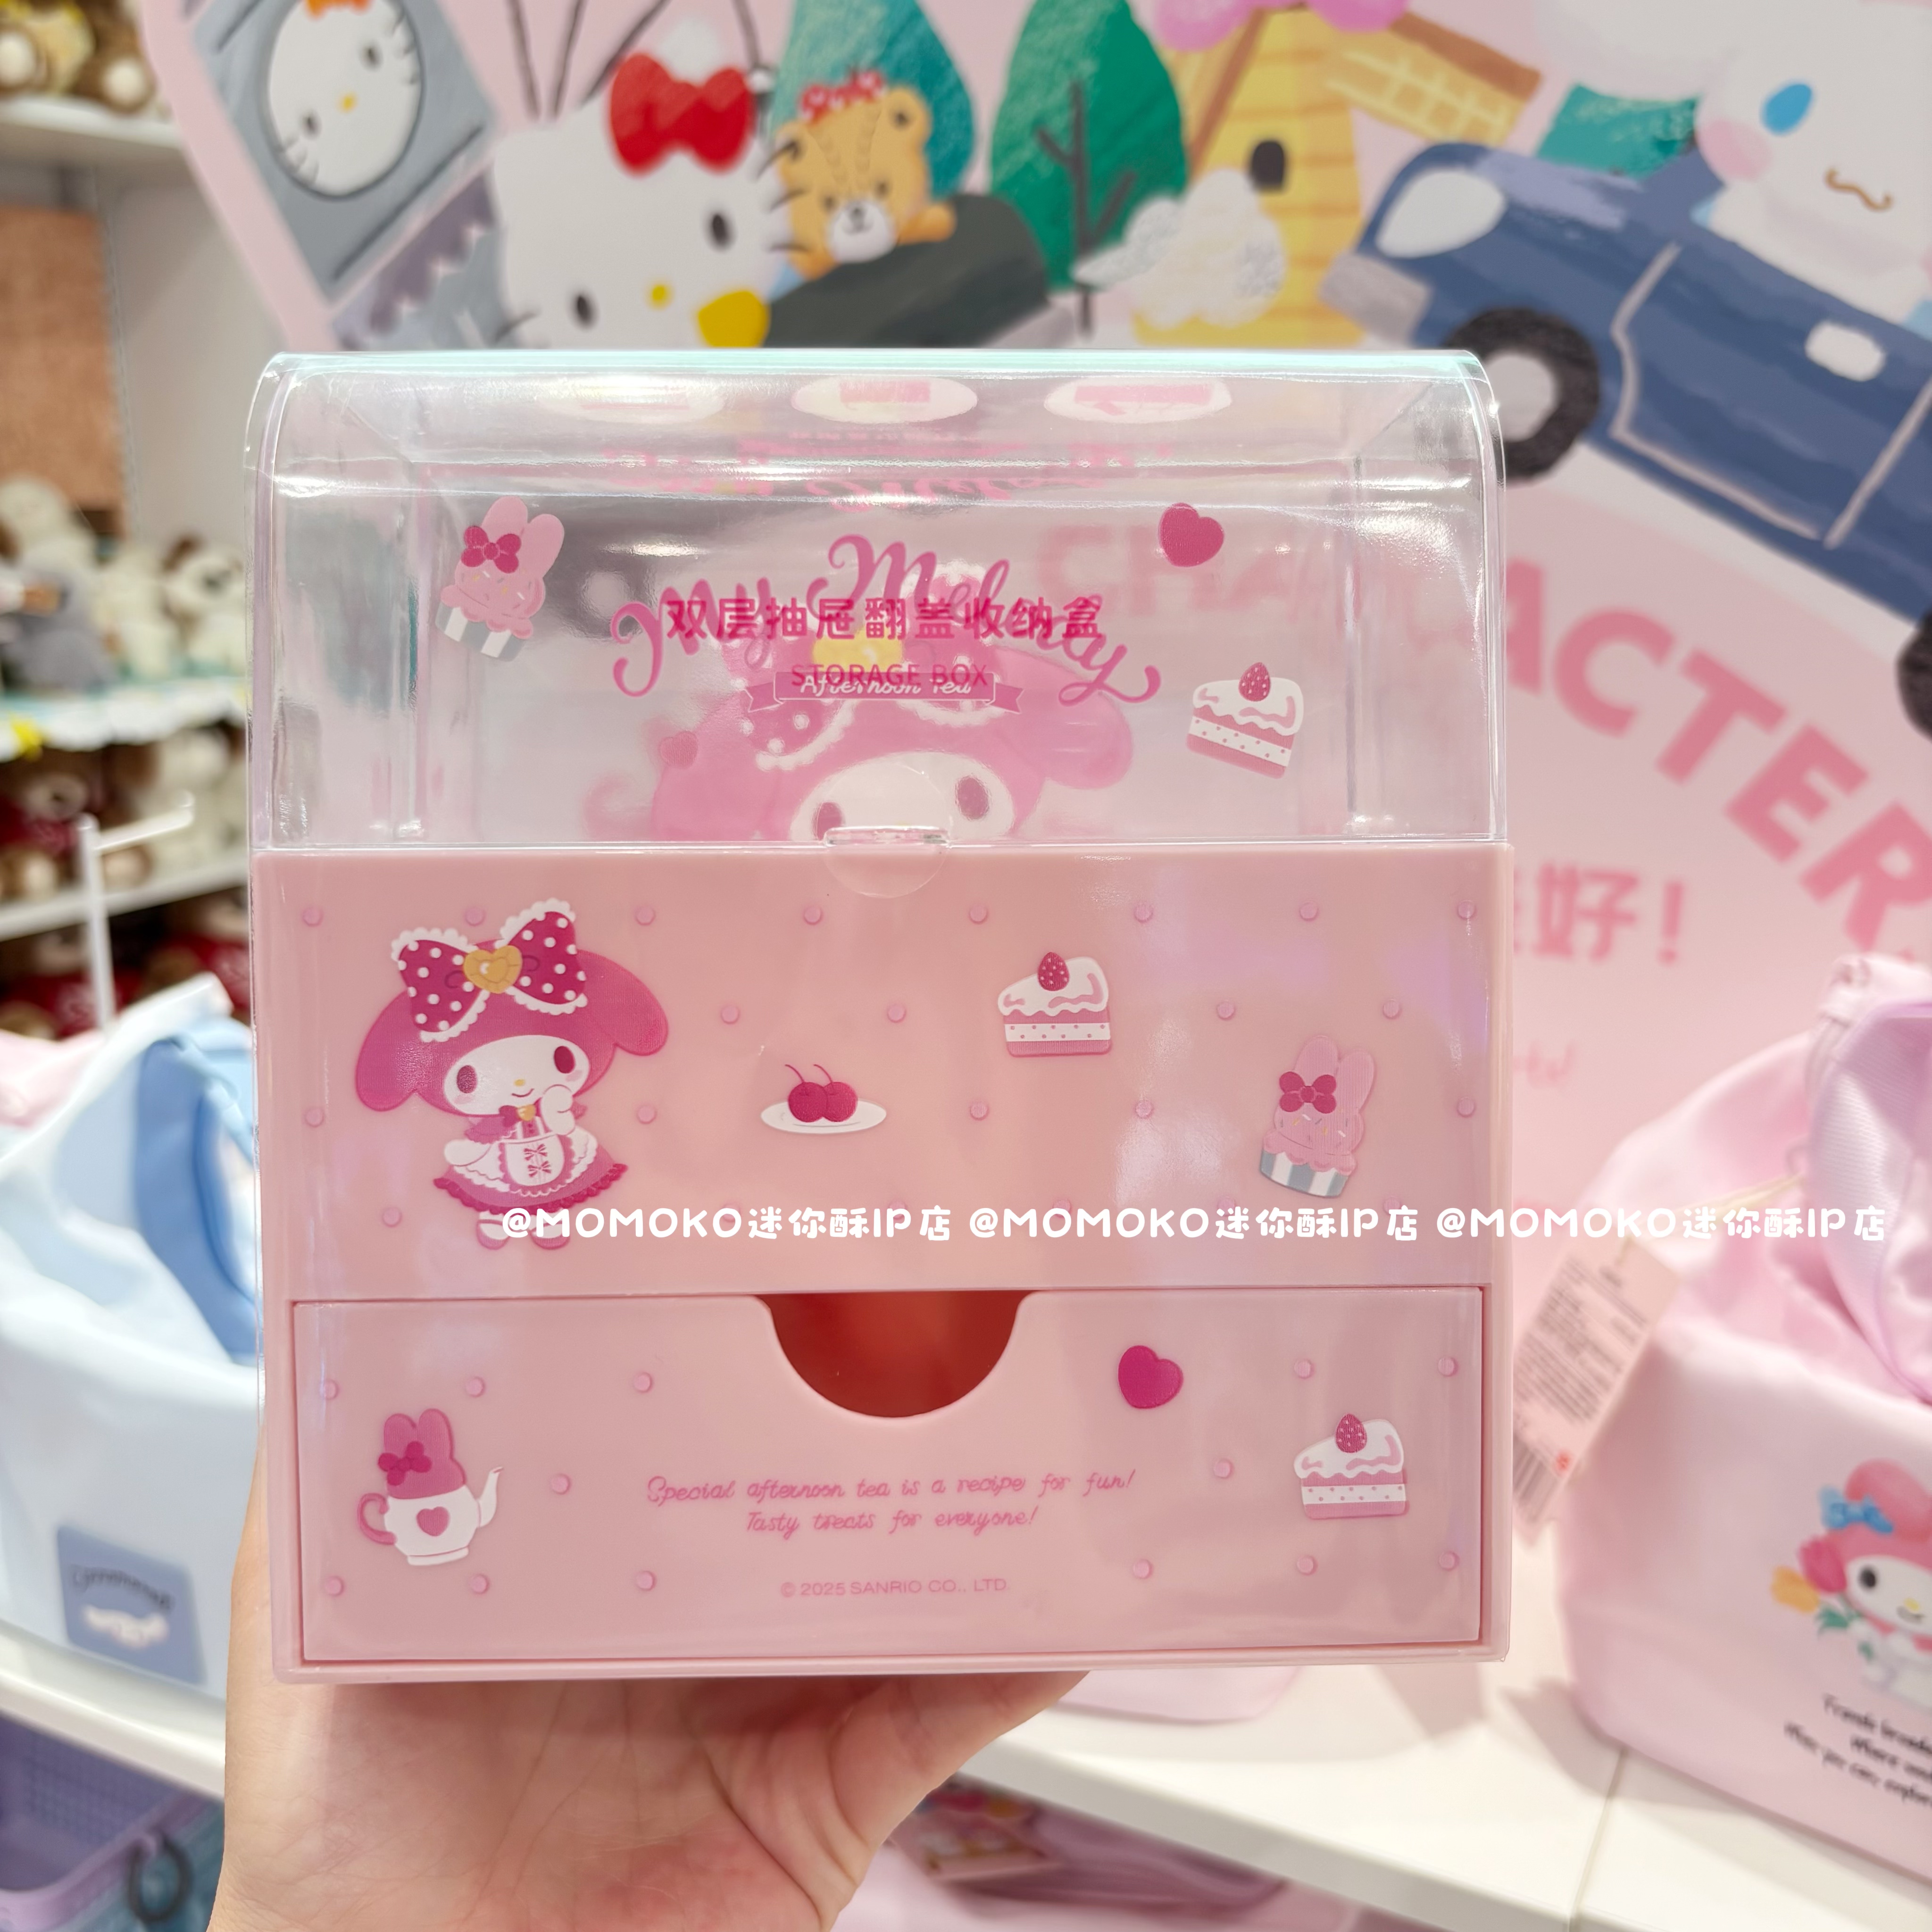 My Melody
双层抽屉翻盖收纳盒
STORAGE BOX
Afternoon Tea
CHARACTER
好!
@MOMOKO迷你酥IP店 @MOMOKO迷你酥IP店 @MOMOKO迷你酥IP店
Special afternoon tea is a recipe for fun!
Tasty treats for everyone!
© 2025 SANRIO CO., LTD.